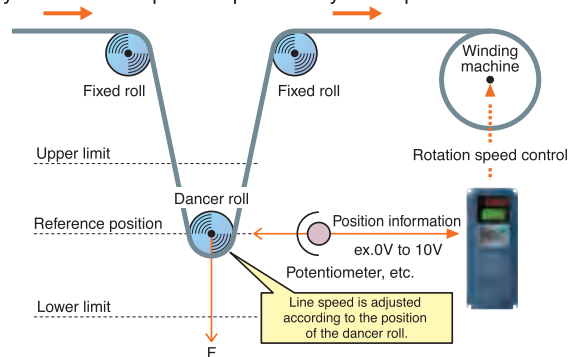 Fixed roll
Fixed roll
Winding
machine
Upper limit
Rotation speed control
Dancer roll
Reference position
Position information
ex.0V to 10V
Potentiometer, etc.
Lower limit
Line speed is adjusted
according to the position
of the dancer roll.